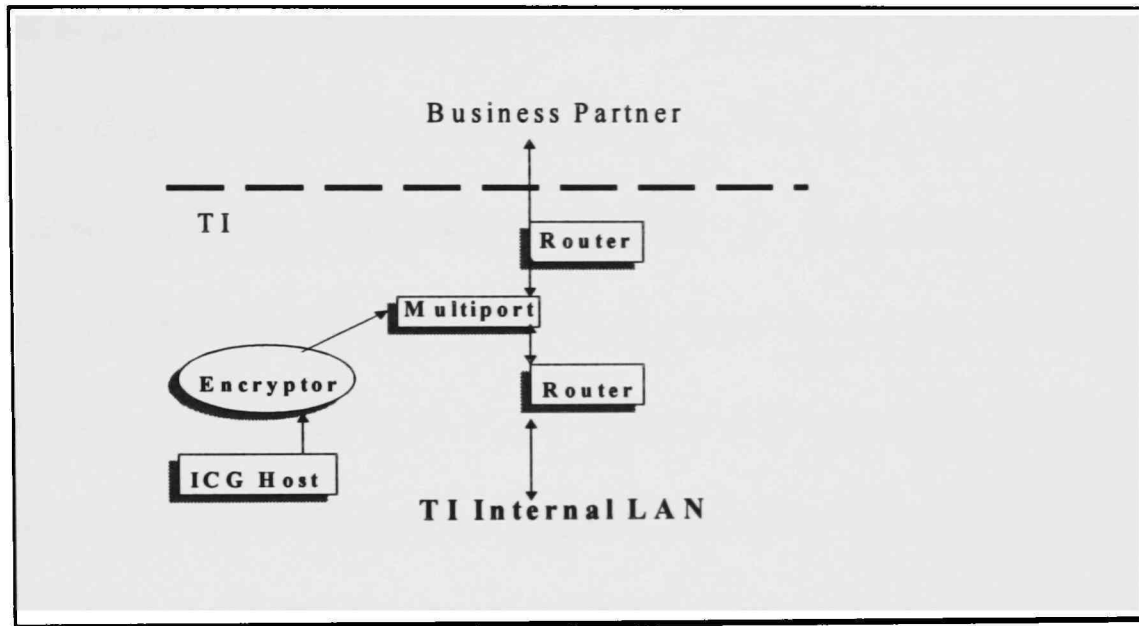 Business Partner
TI
Router
Multiport
Encryptor
Router
ICG Host
TI Internal LAN